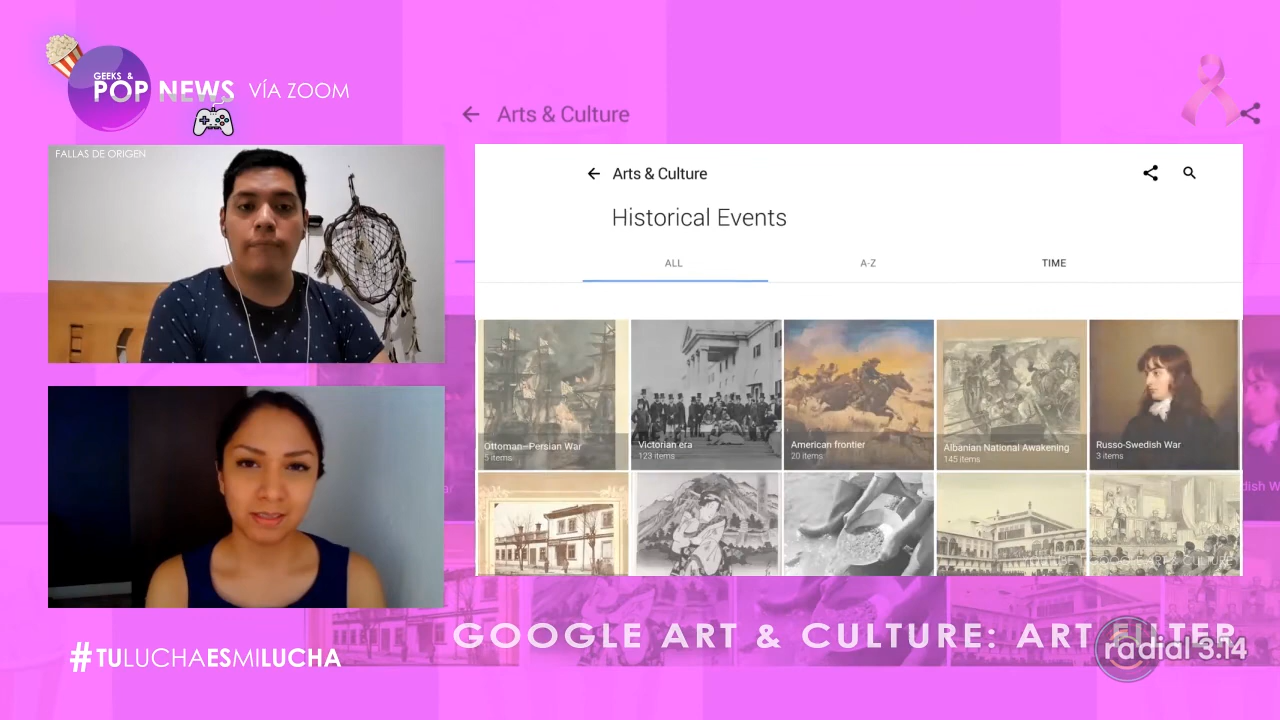 GEEKS &
POP NEWS VÍA ZOOM
FALLAS DE ORIGEN
Arts & Culture
Arts & Culture
Historical Events
ALL
A-Z
TIME
Ottoman–Persian War
5 items
Victorian era
123 items
American frontier
20 items
Albanian National Awakening
145 items
Russo-Swedish War
3 items
GOOGLE ART & CULTURE: ART FILTER
radial 3.14
#TULUCHAESMILUCHA